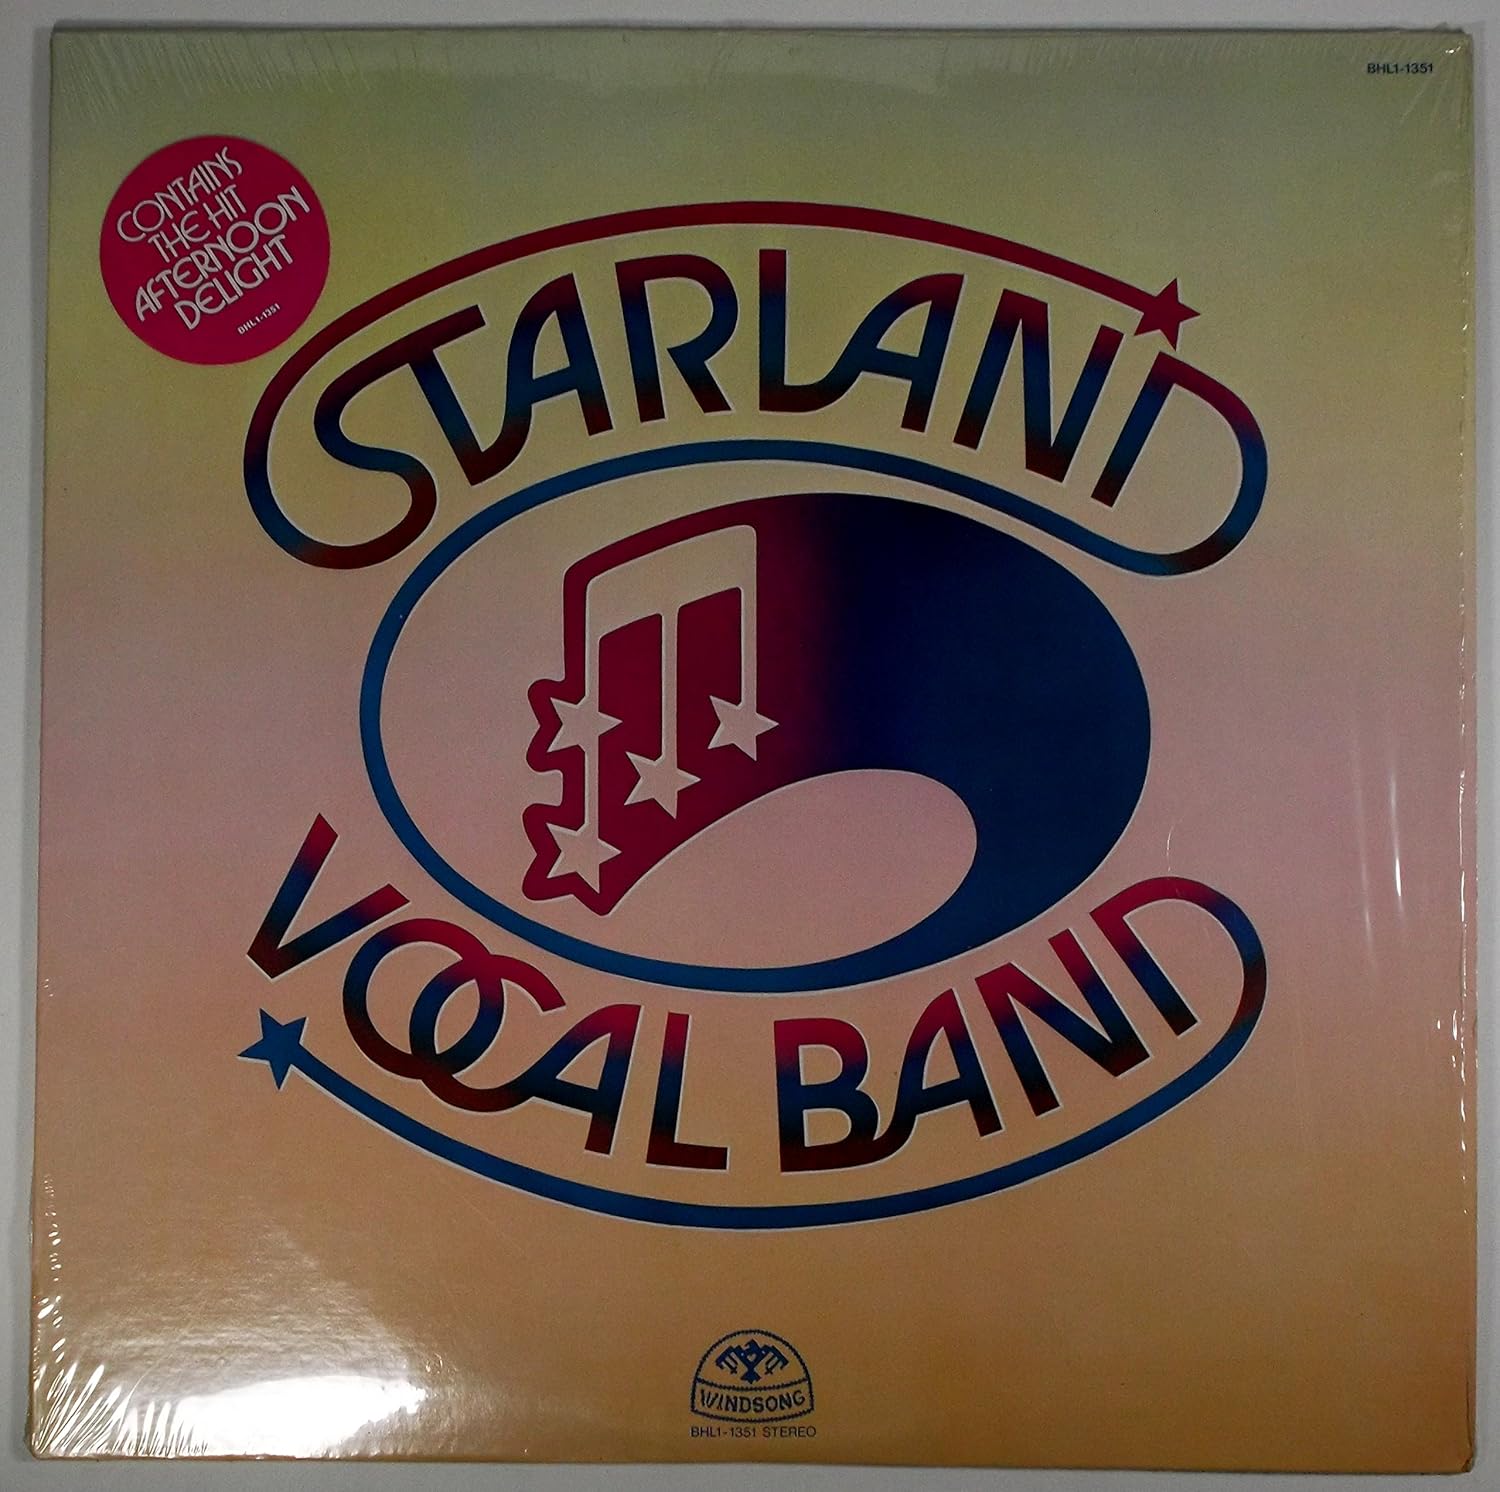 BHL1-1351
CONTAINS
THE HIT
AFTERNOON
DELIGHT
BHL1-1351
STARLAND
VOCAL BAND
WINDSONG
BHL1-1351 STEREO